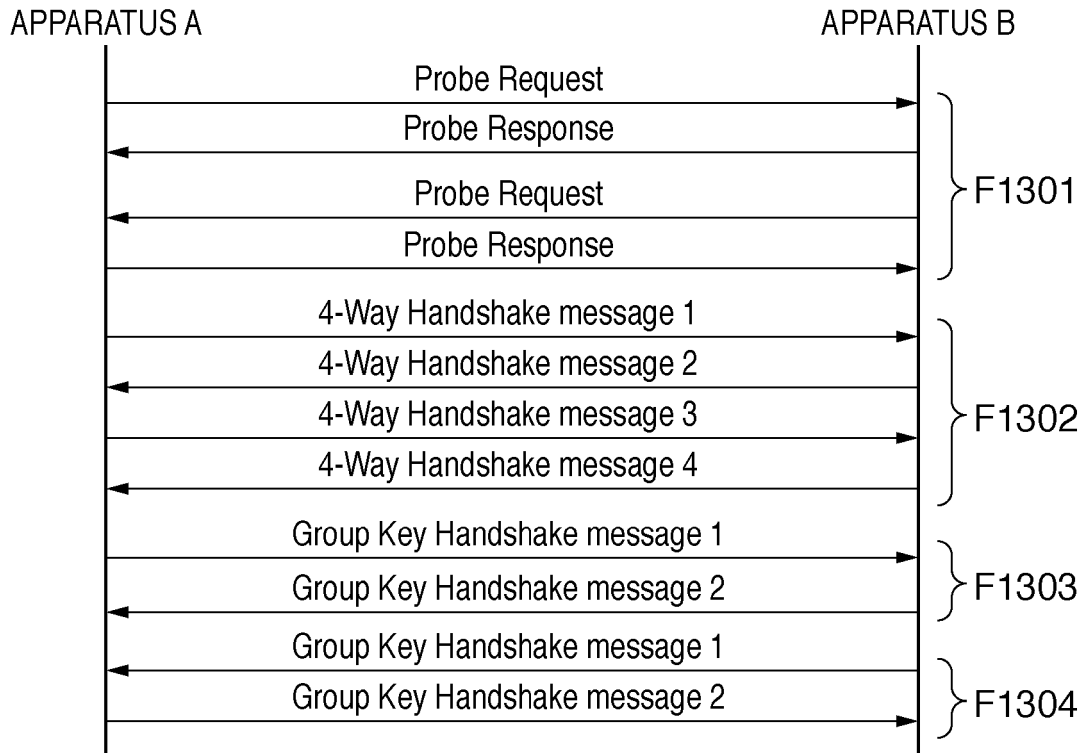 APPARATUS A
APPARATUS B
Probe Request
Probe Response
F1301
Probe Request
Probe Response
4-Way Handshake message 1
4-Way Handshake message 2
4-Way Handshake message 3
F1302
4-Way Handshake message 4
Group Key Handshake message 1
F1303
Group Key Handshake message 2
Group Key Handshake message 1
Group Key Handshake message 2
F1304